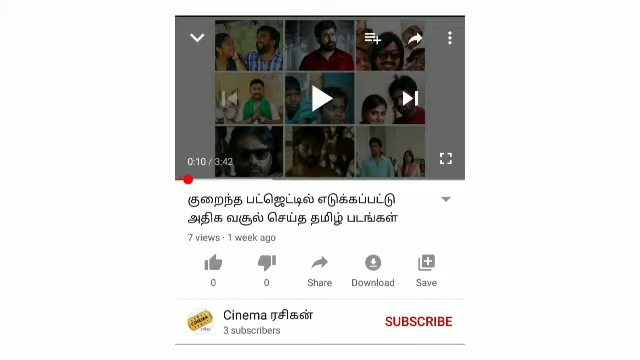 0:10 / 3:42
குறைந்த பட்ஜெட்டில் எடுக்கப்பட்டு
அதிக வசூல் செய்த தமிழ் படங்கள்
7 views · 1 week ago
0 0 Share Download Save
Cinema ரசிகன்
3 subscribers
SUBSCRIBE
CINEMA